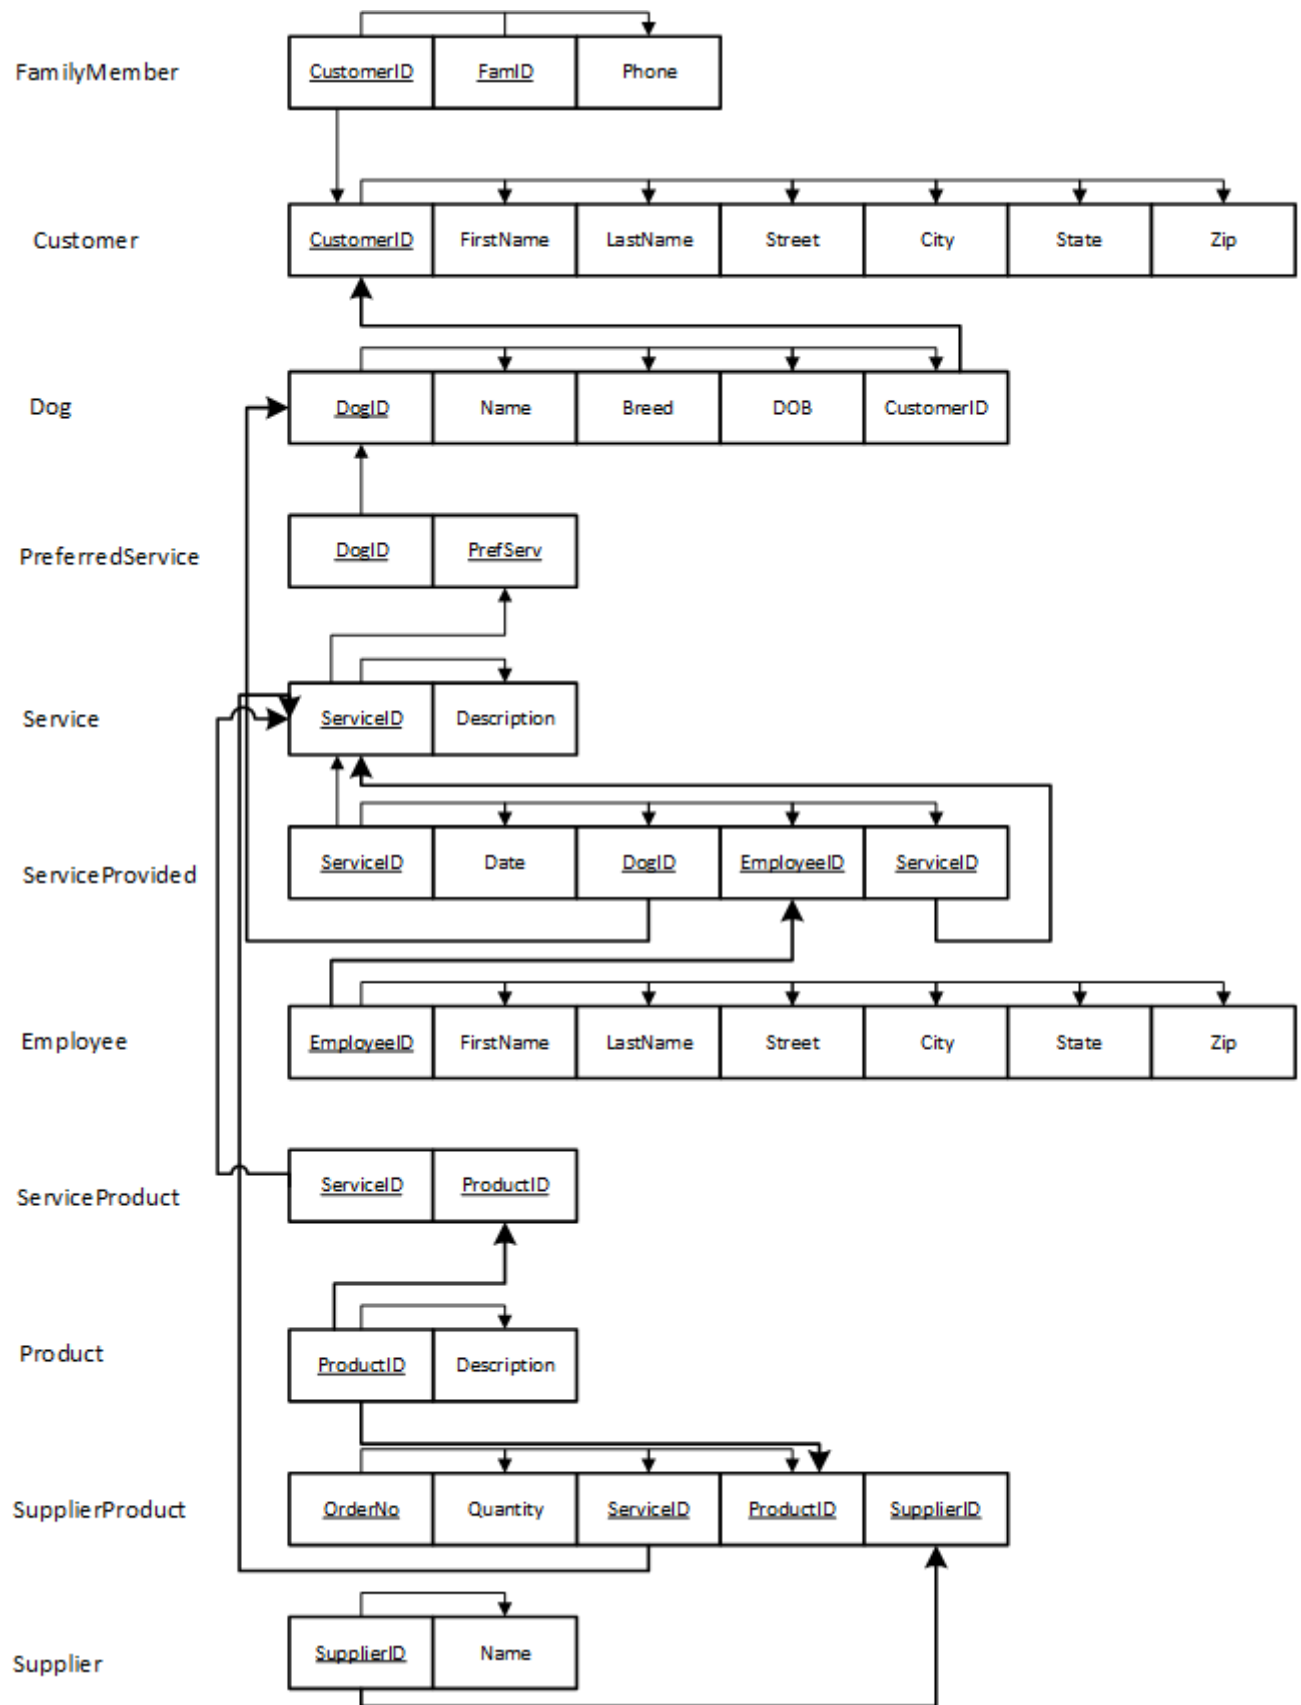 FamilyMember CustomerID FamID Phone
Customer CustomerID FirstName LastName Street City State Zip
Dog DogID Name Breed DOB CustomerID
PreferredService DogID PrefServ
Service ServiceID Description
ServiceProvided ServiceID Date DogID EmployeeID ServiceID
Employee EmployeeID FirstName LastName Street City State Zip
ServiceProduct ServiceID ProductID
Product ProductID Description
SupplierProduct OrderNo Quantity ServiceID ProductID SupplierID
Supplier SupplierID Name